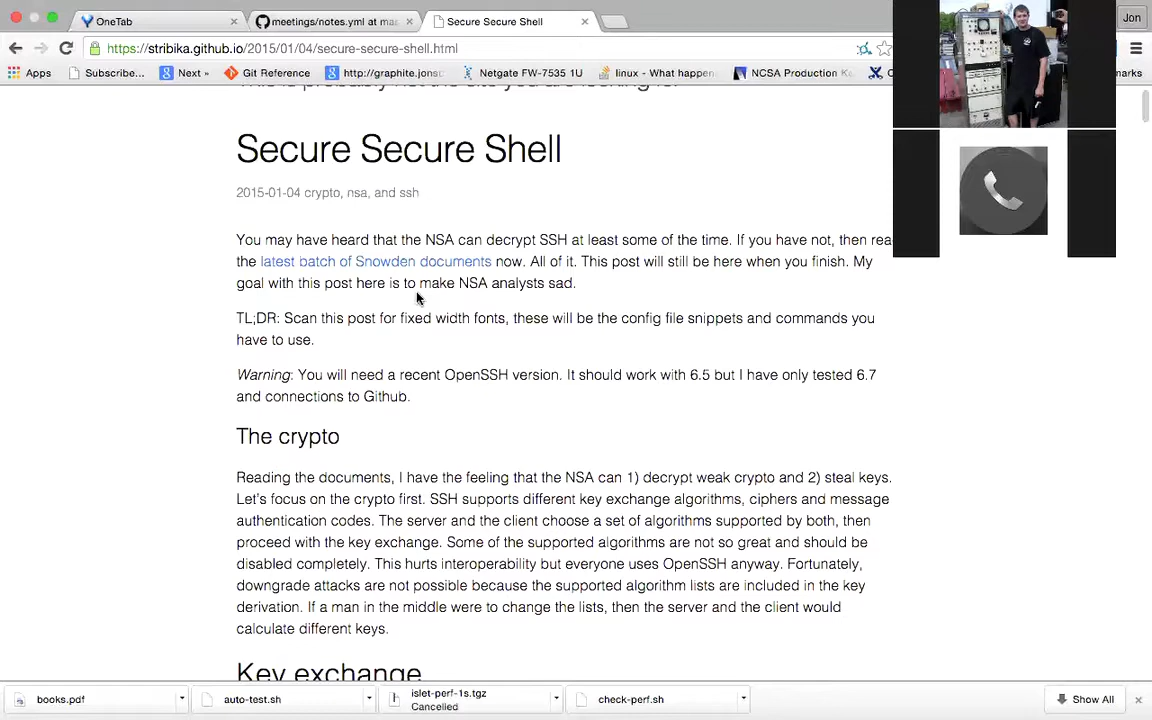 OneTab
meetings/notes.yml at mas
Secure Secure Shell
Jon
https://stribika.github.io/2015/01/04/secure-secure-shell.html
Apps
Subscribe...
Next »
Git Reference
http://graphite.jons
Netgate FW-7535 1U
linux - What happen
NCSA Production
marks
This is probably not the site you are looking for
Secure Secure Shell
2015-01-04 crypto, nsa, and ssh
You may have heard that the NSA can decrypt SSH at least some of the time. If you have not, then rea
the latest batch of Snowden documents now. All of it. This post will still be here when you finish. My
goal with this post here is to make NSA analysts sad.
TL;DR: Scan this post for fixed width fonts, these will be the config file snippets and commands you
have to use.
Warning: You will need a recent OpenSSH version. It should work with 6.5 but I have only tested 6.7
and connections to Github.
The crypto
Reading the documents, I have the feeling that the NSA can 1) decrypt weak crypto and 2) steal keys.
Let's focus on the crypto first. SSH supports different key exchange algorithms, ciphers and message
authentication codes. The server and the client choose a set of algorithms supported by both, then
proceed with the key exchange. Some of the supported algorithms are not so great and should be
disabled completely. This hurts interoperability but everyone uses OpenSSH anyway. Fortunately,
downgrade attacks are not possible because the supported algorithm lists are included in the key
derivation. If a man in the middle were to change the lists, then the server and the client would
calculate different keys.
Key exchange
books.pdf
auto-test.sh
islet-perf-1s.tgz
Cancelled
check-perf.sh
Show All